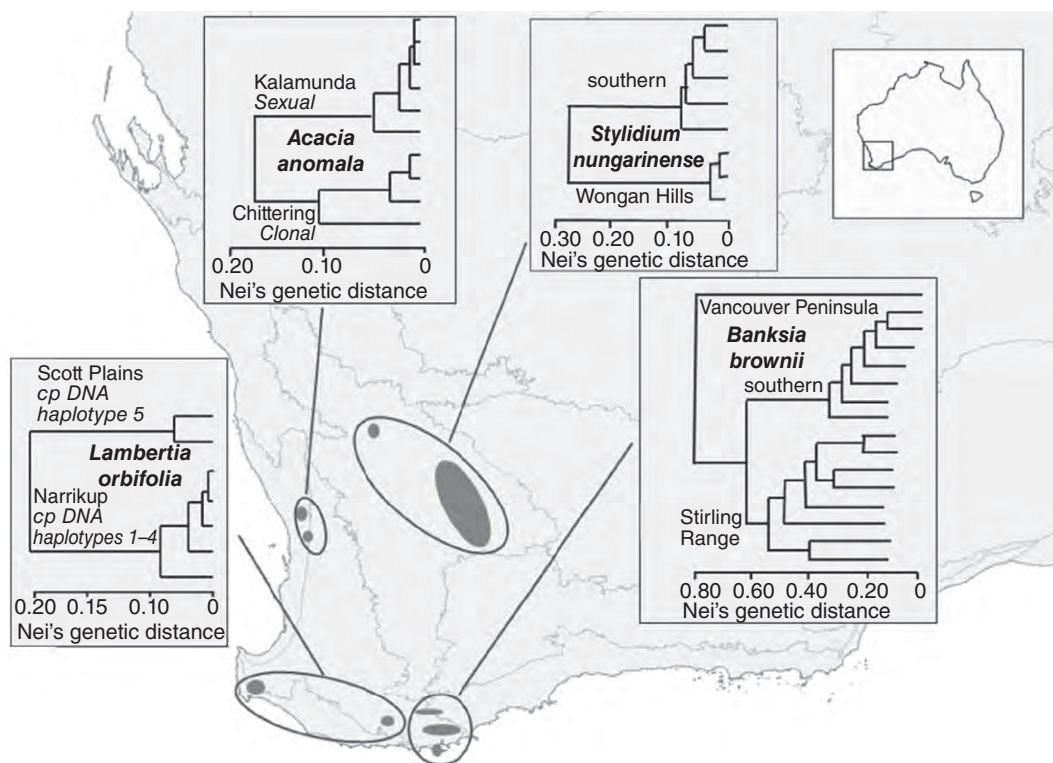 Kalamunda
Sexual
Acacia
anomala
Chittering
Clonal
0.20 0.10 0
Nei's genetic distance
southern
Stylidium
nungarinense
Wongan Hills
0.30 0.20 0.10 0
Nei's genetic distance
Vancouver Peninsula
Banksia
brownii
southern
Stirling
Range
0.80 0.60 0.40 0.20 0
Nei's genetic distance
Scott Plains
cp DNA
haplotype 5
Lambertia
orbifolia
Narrikup
cp DNA
haplotypes 1–4
0.20 0.15 0.10 0
Nei's genetic distance